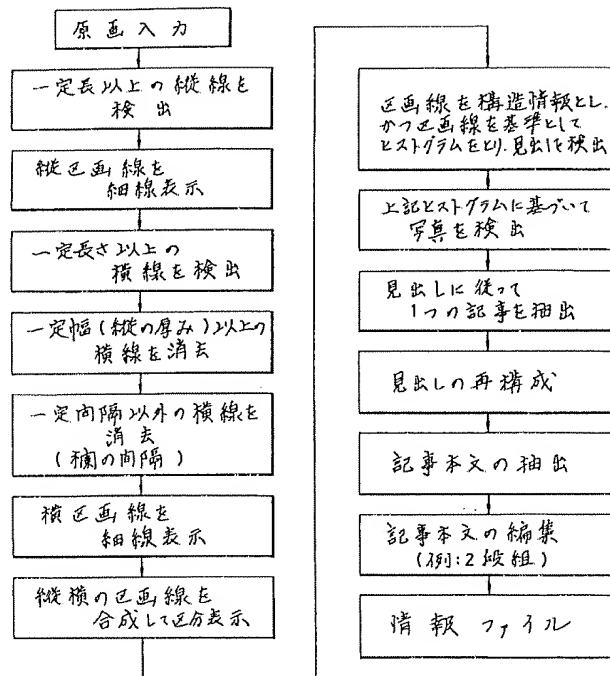 原画入力
一定長以上の縦線を
検出
縦区画線を
細線表示
一定長さ以上の
横線を検出
一定幅(縦の厚み)以上の
横線を消去
一定間隔以外の横線を
消去
(欄の間隔)
横区画線を
細線表示
縦横の区画線を
合成して区分表示
区画線を構造情報とし、
かつ区画線を基準として
ヒストグラムをとり、見出しを検出
上記ヒストグラムに基づいて
写真を検出
見出しに従って
1つの記事を抽出
見出しの再構成
記事本文の抽出
記事本文の編集
(例:2段組)
情報ファイル